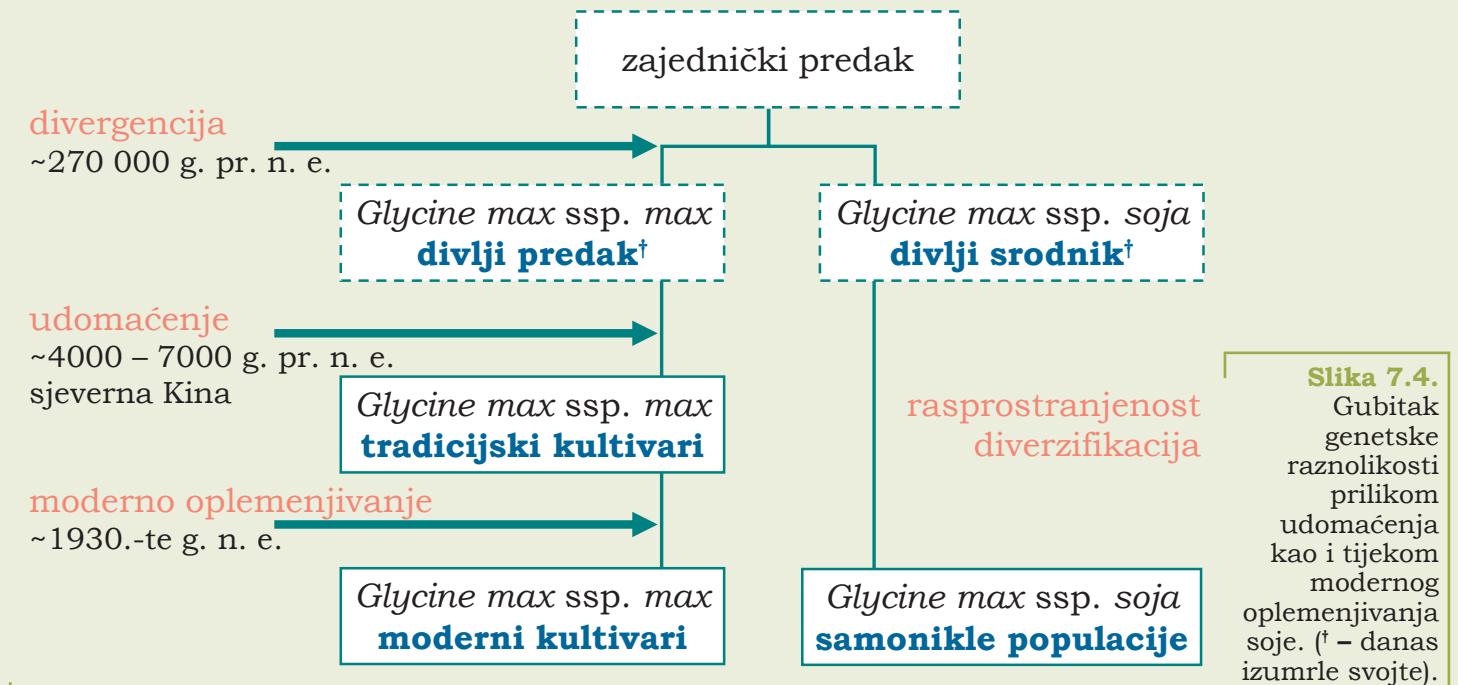 zajednički predak
divergencija
~270 000 g. pr. n. e.
Glycine max ssp. max
divlji predak†
Glycine max ssp. soja
divlji srodnik†
udomaćenje
~4000 – 7000 g. pr. n. e.
sjeverna Kina
Glycine max ssp. max
tradicijski kultivari
rasprostranjenost
diverzifikacija
moderno oplemenjivanje
~1930.-te g. n. e.
Glycine max ssp. max
moderni kultivari
Glycine max ssp. soja
samonikle populacije
Slika 7.4.
Gubitak
genetske
raznolikosti
prilikom
udomaćenja
kao i tijekom
modernog
oplemenjivanja
soje. († – danas
izumrle svojte).